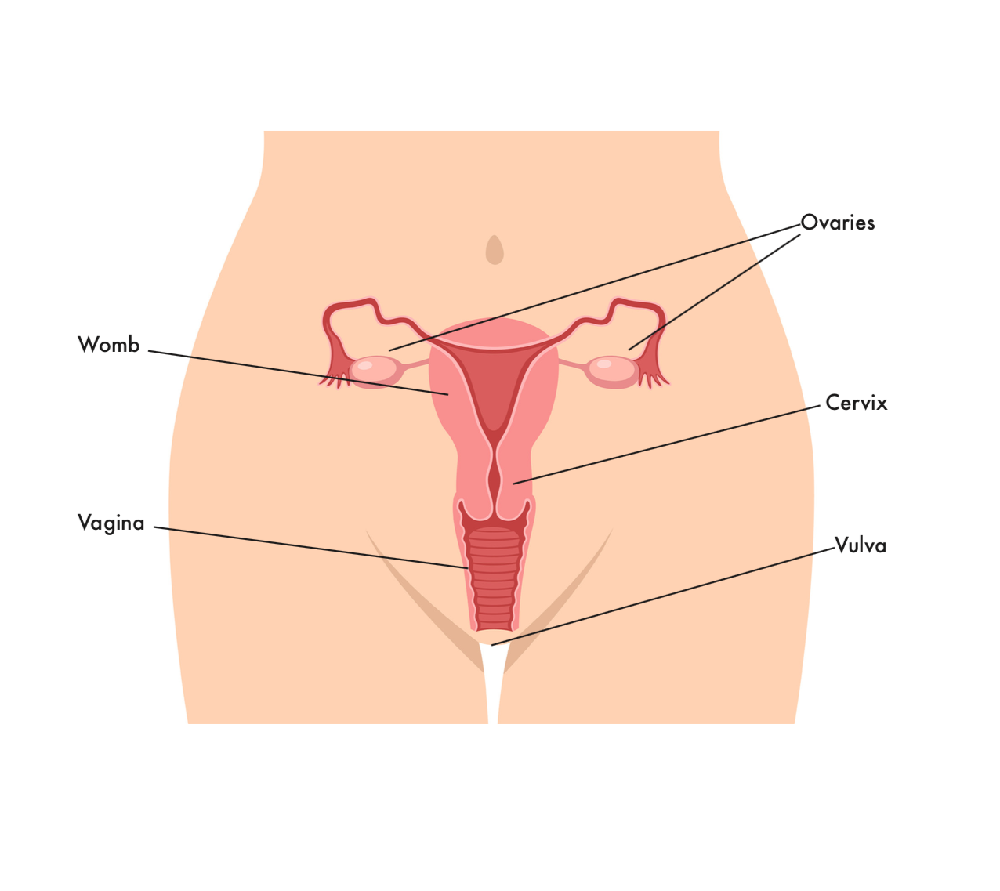 Ovaries
Womb
Cervix
Vagina
Vulva